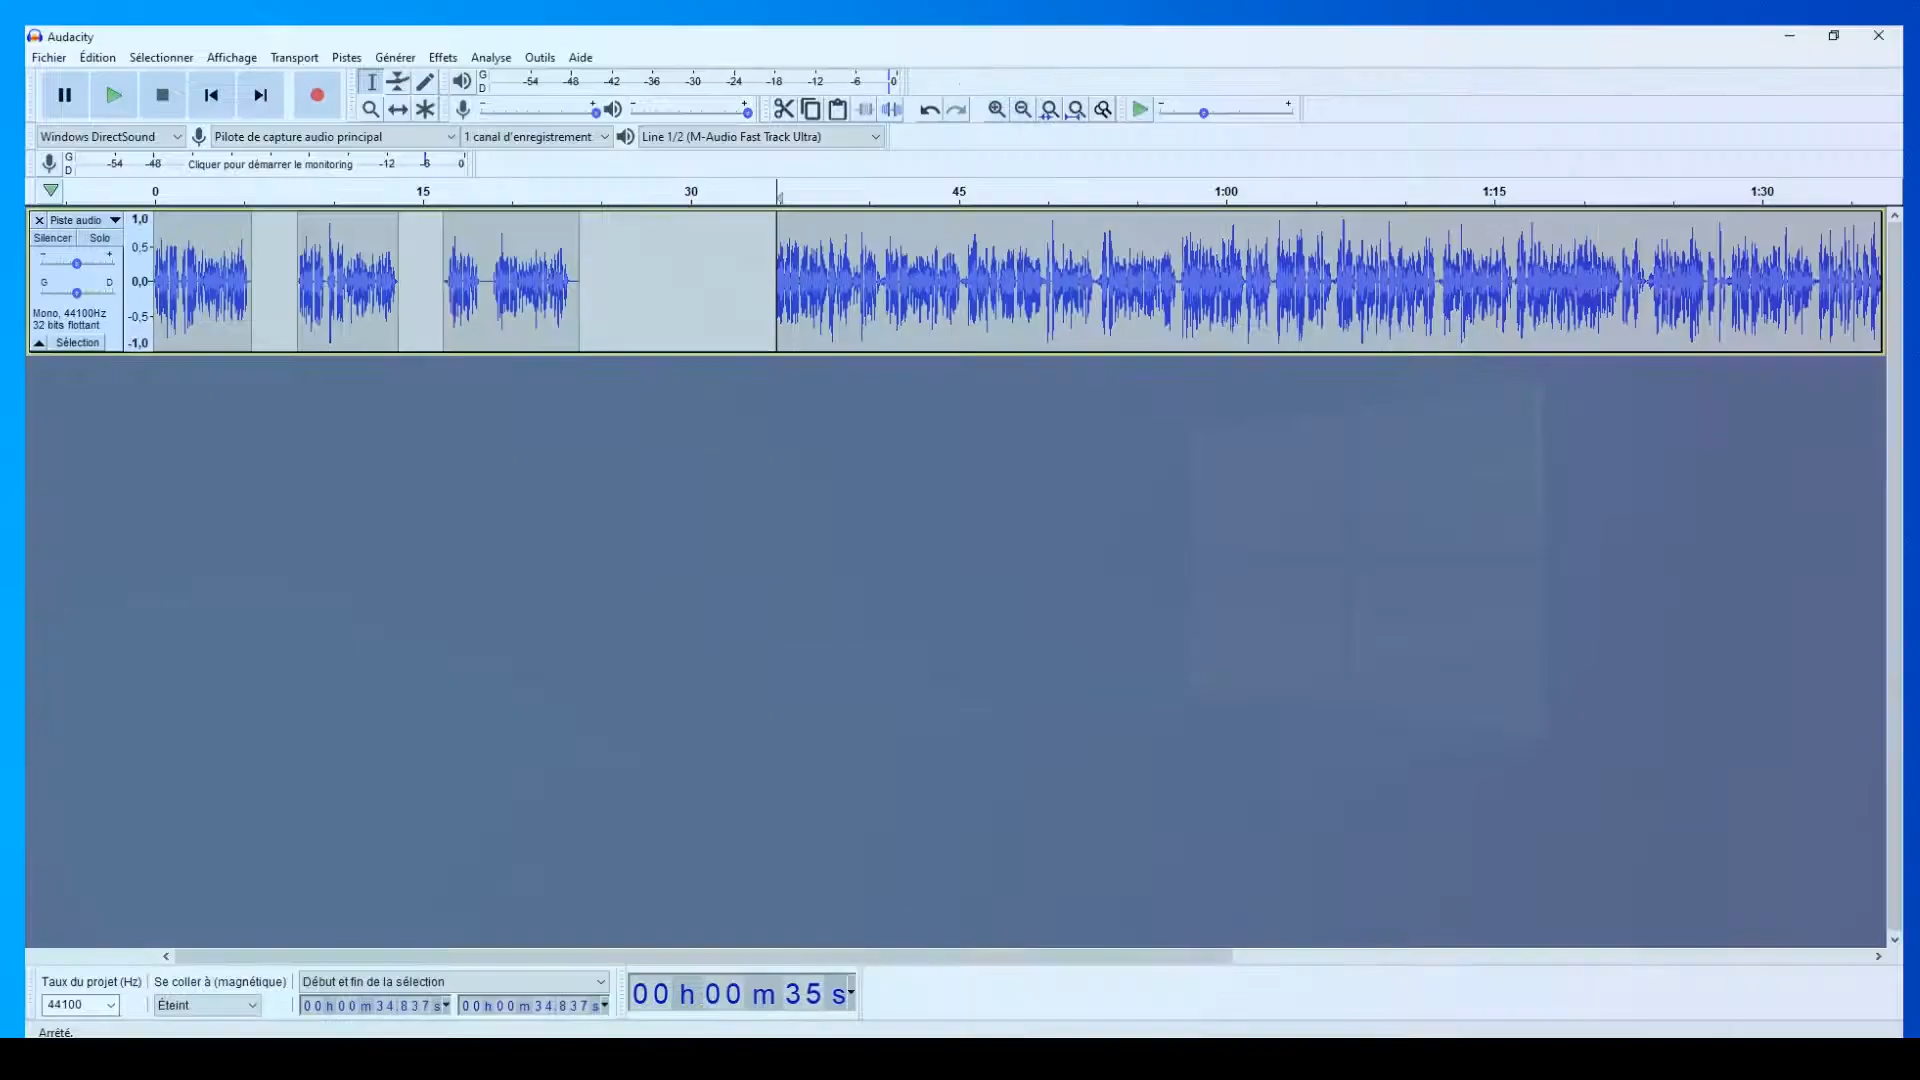 Audacity
Fichier Édition Sélectionner Affichage Transport Pistes Générer Effets Analyse Outils Aide
G
D
-54 -48 -42 -36 -30 -24 -18 -12 -6 0
- + - + - +
Windows DirectSound Pilote de capture audio principal 1 canal d'enregistrement Line 1/2 (M-Audio Fast Track Ultra)
G
D
-54 -48 Cliquer pour démarrer le monitoring -12 -6 0
0 15 30 45 1:00 1:15 1:30
Piste audio
Silencer Solo
- +
G D
Mono, 44100Hz
32 bits flottant
Sélection
1,0
0,5
0,0
-0,5
-1,0
Taux du projet (Hz) Se coller à (magnétique) Début et fin de la sélection
44100 Éteint 00 h 00 m 34.837 s 00 h 00 m 34.837 s
00 h 00 m 35 s
Arrêté.